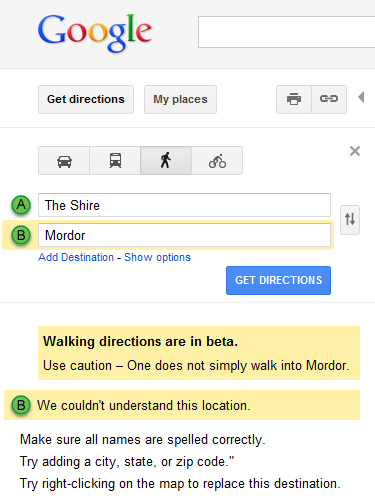 Google
Get directions My places
A The Shire
B Mordor
Add Destination - Show options
GET DIRECTIONS
Walking directions are in beta.
Use caution – One does not simply walk into Mordor.
B We couldn't understand this location.
Make sure all names are spelled correctly.
Try adding a city, state, or zip code."
Try right-clicking on the map to replace this destination.